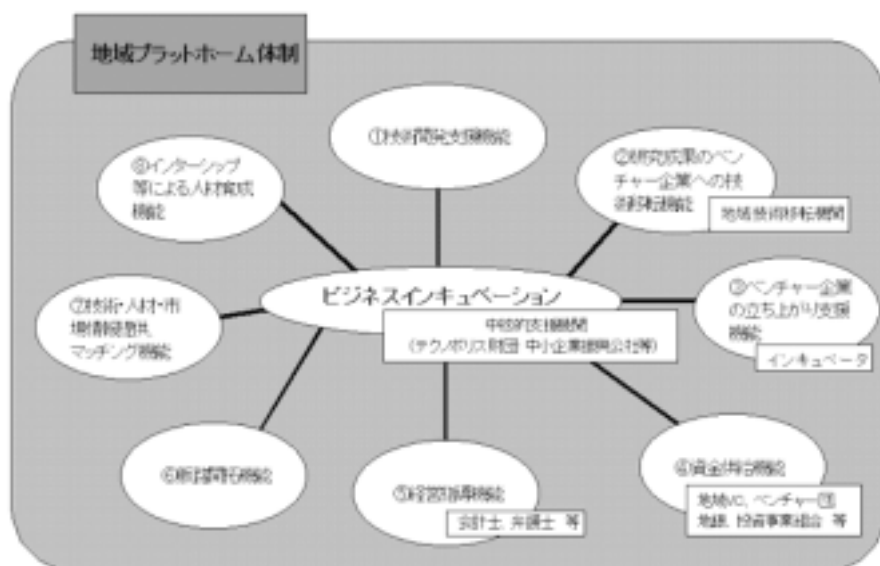 地域プラットホーム体制
①技術開発支援機能
②研究成果のベン
チャー企業への技
術移転機能
地域技術移転機関
③ベンチャー企業
の立ち上がり支援
機能
インキュベータ
④資金供給機能
地域VC、ベンチャー財団
地銀、投資事業組合 等
⑤経営指導機能
会計士、弁護士 等
⑥販路開拓機能
⑦技術・人材・市
場情報提供、
マッチング機能
⑧インターシップ
等による人材育成
機能
ビジネスインキュベーション
中核的支援機関
(テクノポリス財団・中小企業振興公社等)